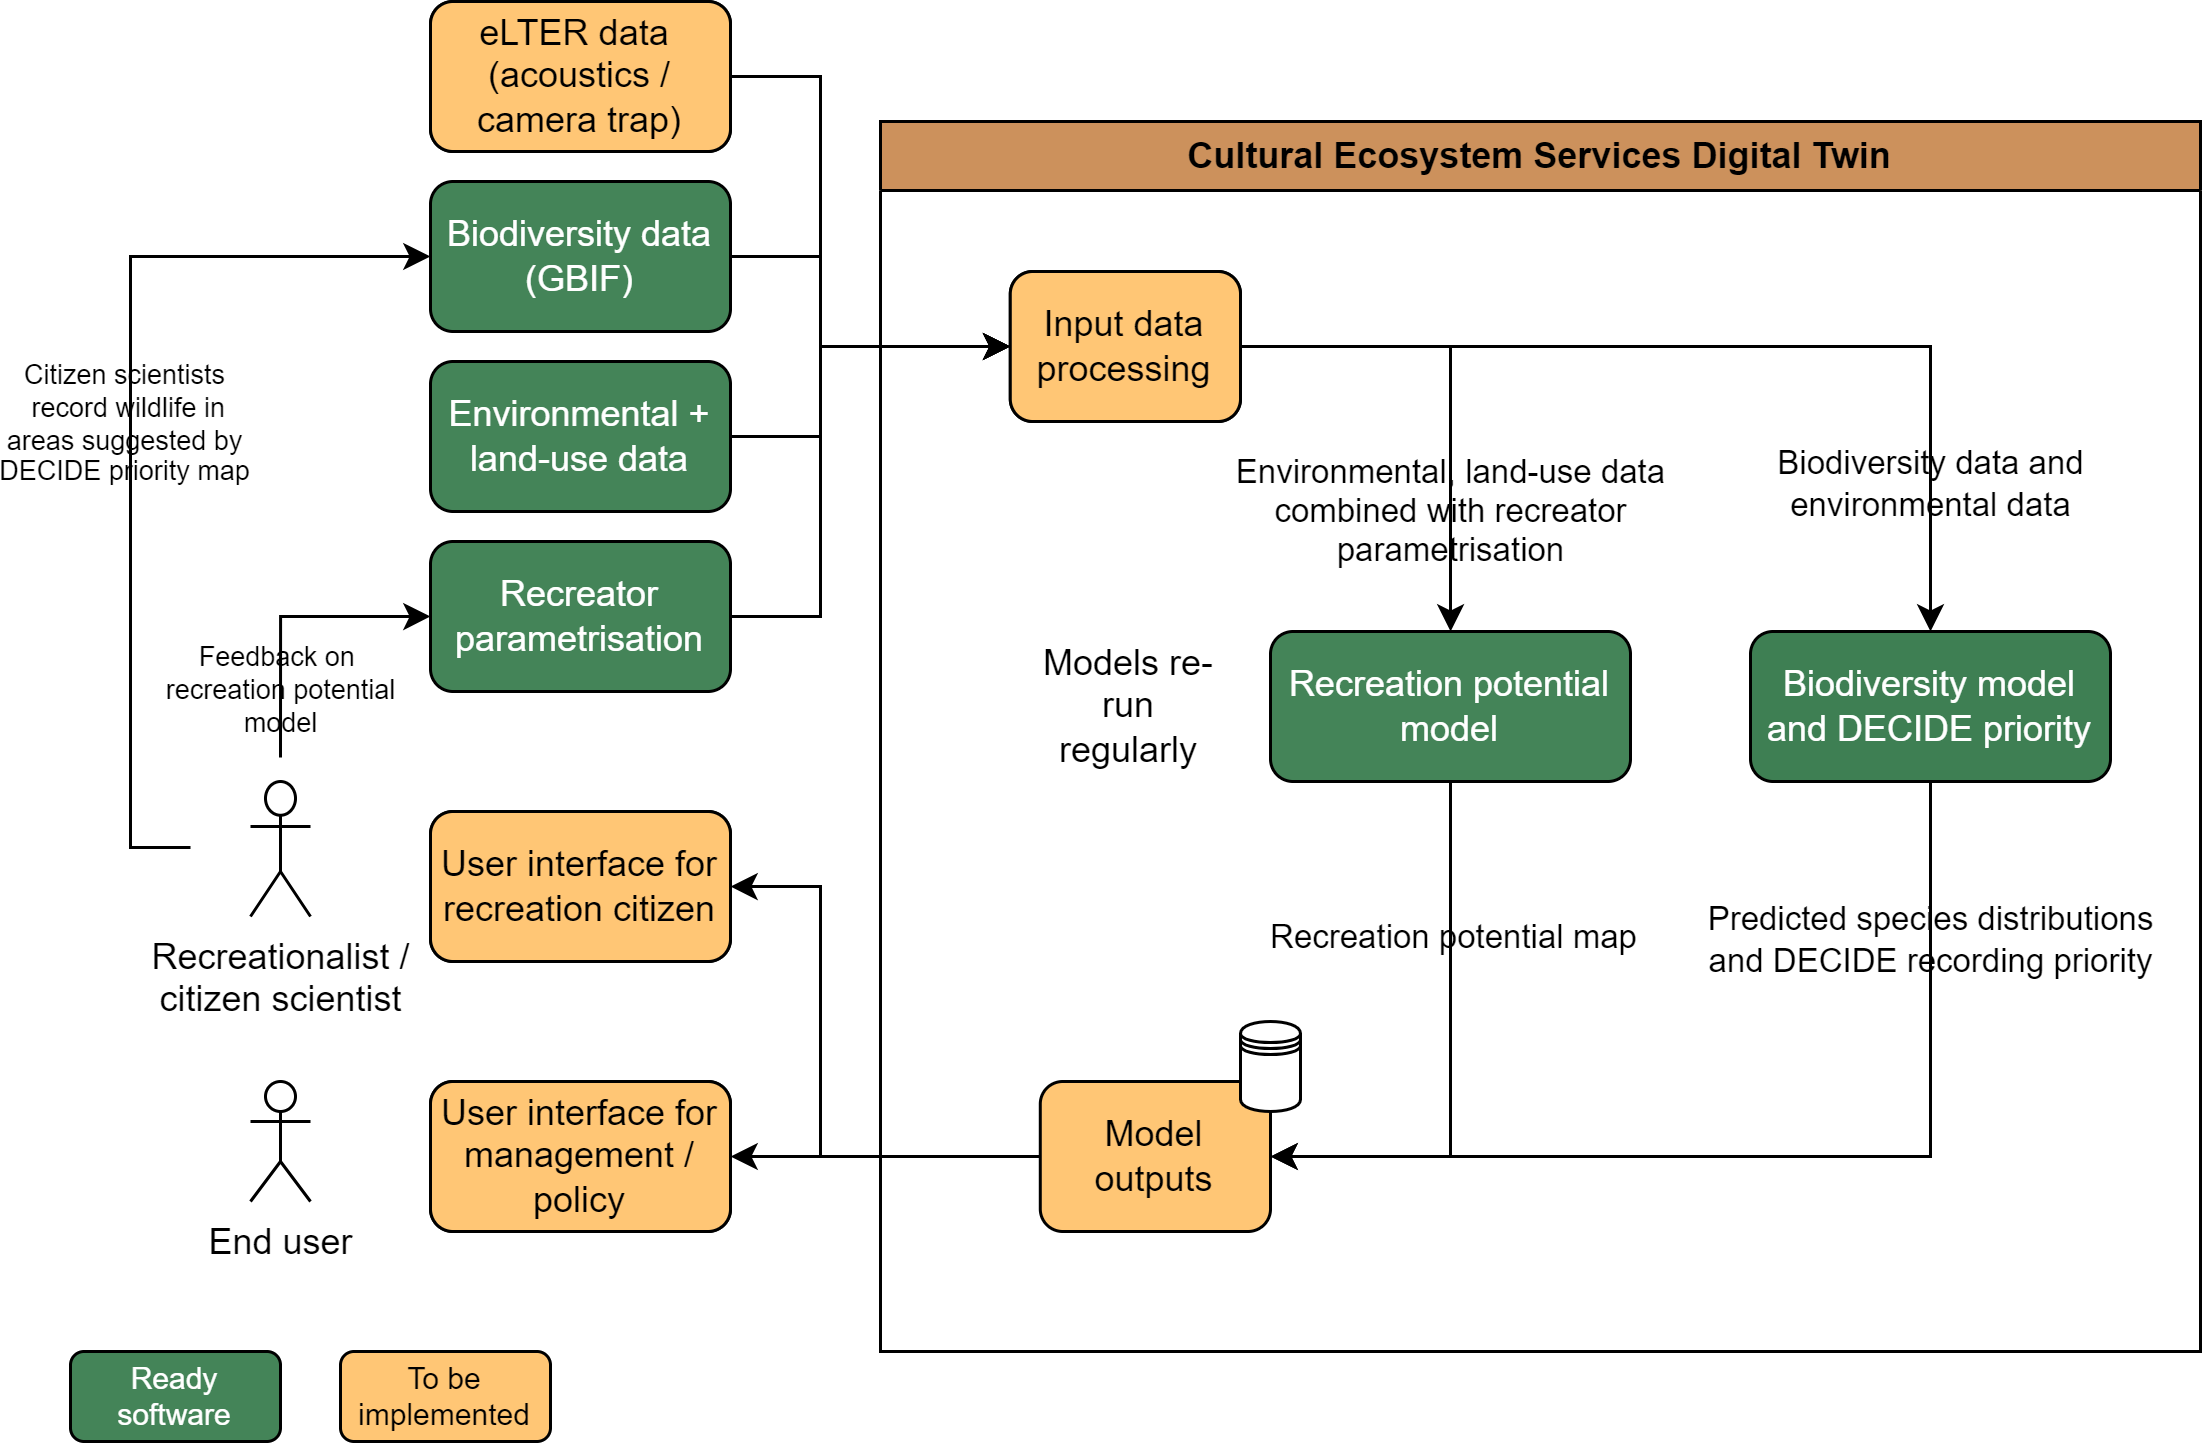 eLTER data
(acoustics /
camera trap)
Biodiversity data
(GBIF)
Environmental +
land-use data
Recreator
parametrisation
Citizen scientists
record wildlife in
areas suggested by
DECIDE priority map
Feedback on
recreation potential
model
Recreationalist /
citizen scientist
User interface for
recreation citizen
End user
User interface for
management /
policy
Cultural Ecosystem Services Digital Twin
Input data
processing
Environmental, land-use data
combined with recreator
parametrisation
Biodiversity data and
environmental data
Models re-
run
regularly
Recreation potential
model
Biodiversity model
and DECIDE priority
Recreation potential map
Predicted species distributions
and DECIDE recording priority
Model
outputs
Ready
software
To be
implemented